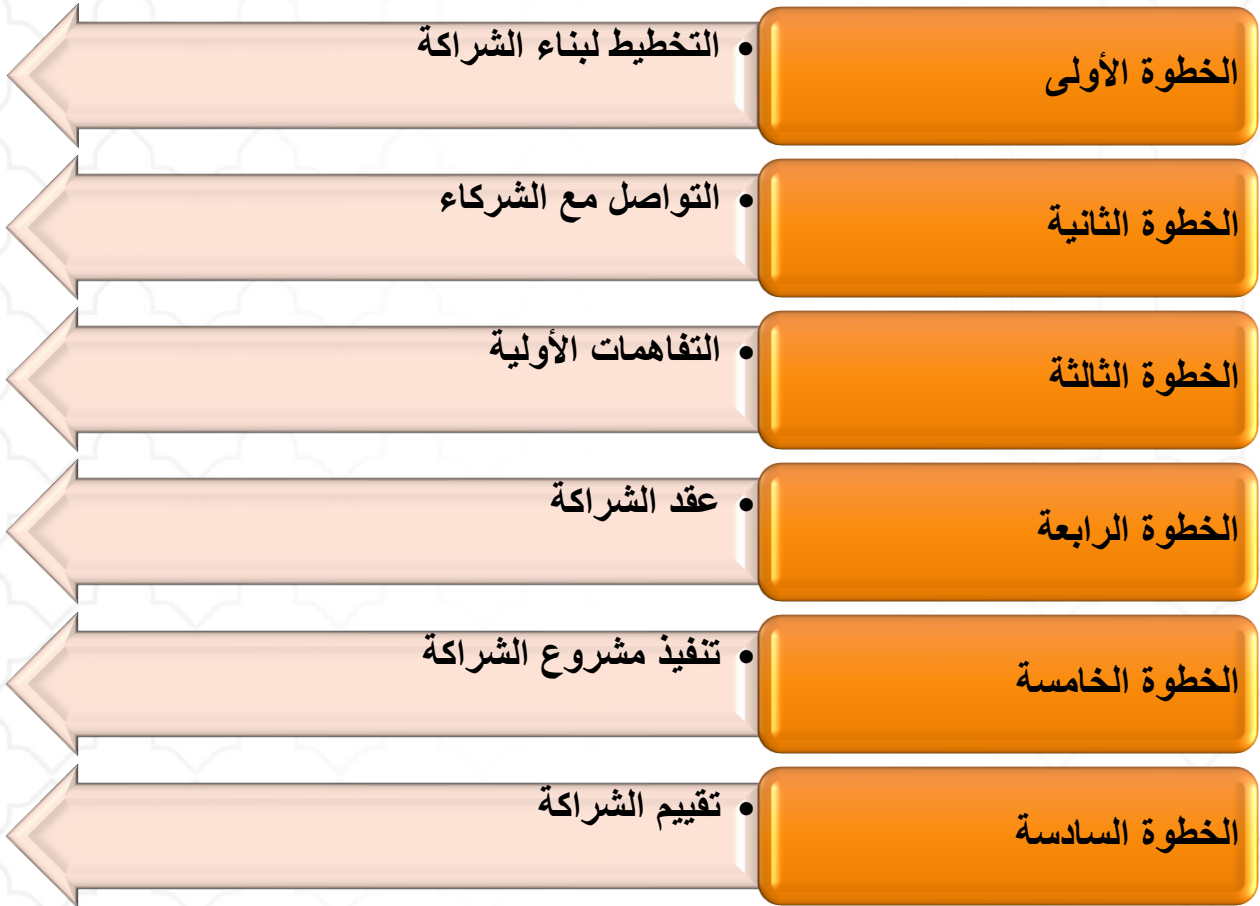 الخطوة الأولى
• التخطيط لبناء الشراكة
الخطوة الثانية
• التواصل مع الشركاء
الخطوة الثالثة
• التفاهمات الأولية
الخطوة الرابعة
• عقد الشراكة
الخطوة الخامسة
• تنفيذ مشروع الشراكة
الخطوة السادسة
• تقييم الشراكة